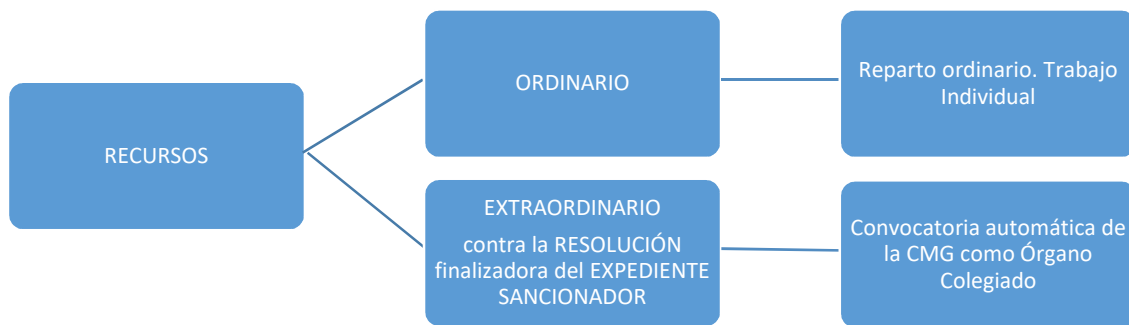 RECURSOS
ORDINARIO
Reparto ordinario. Trabajo
Individual
EXTRAORDINARIO
contra la RESOLUCIÓN
finalizadora del EXPEDIENTE
SANCIONADOR
Convocatoria automática de
la CMG como Órgano
Colegiado